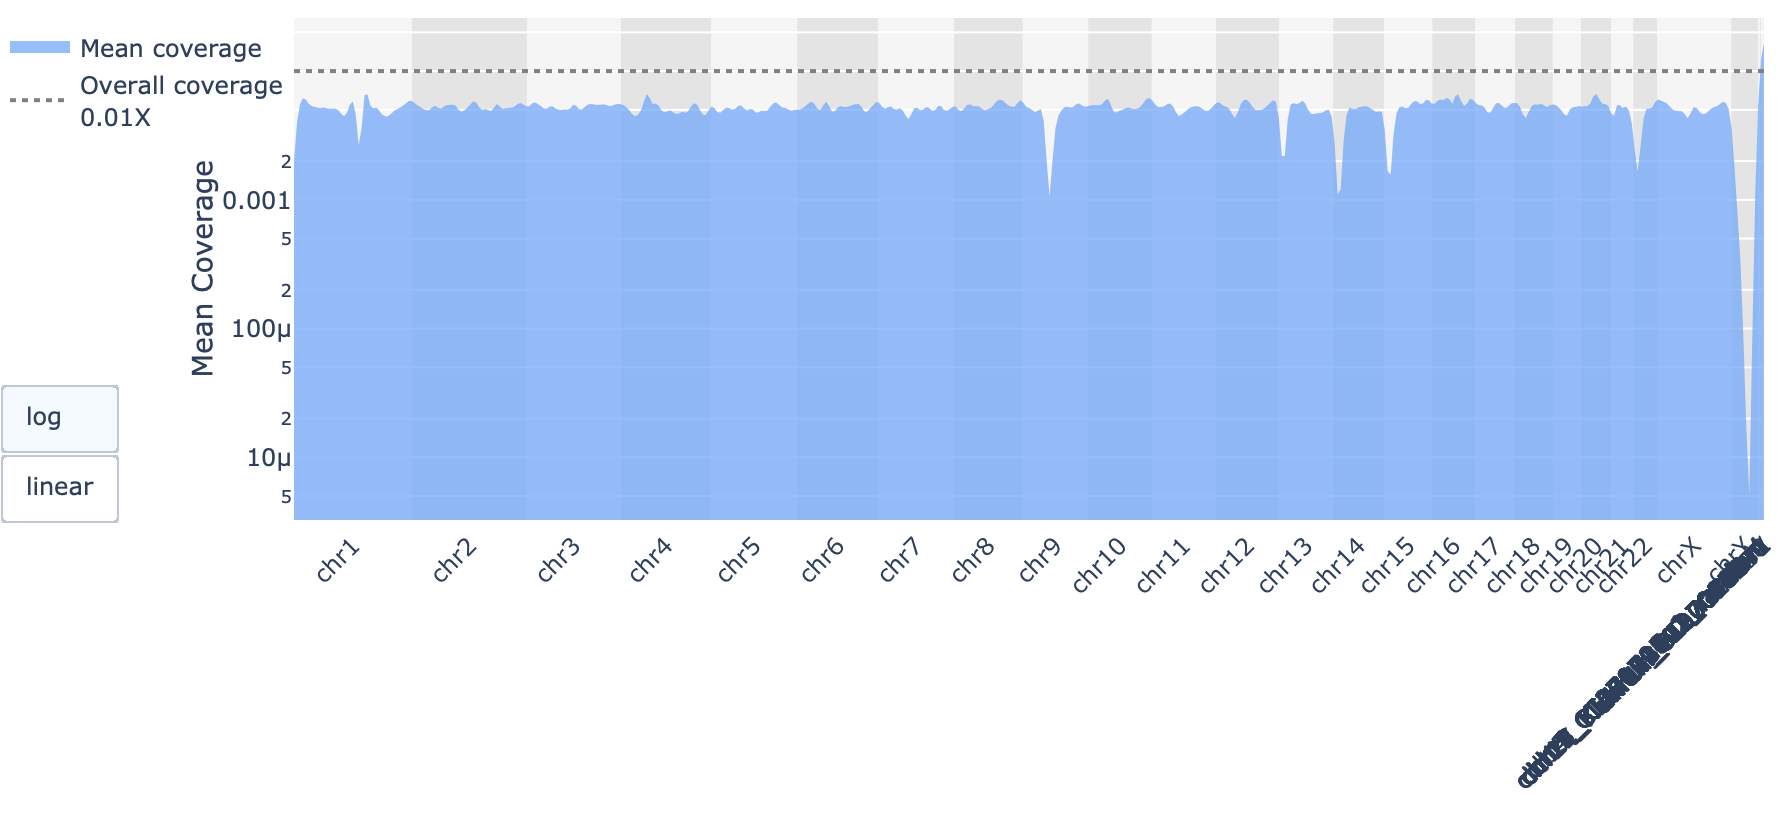 Mean coverage
Overall coverage
0.01X
Mean Coverage
2
0.001
5
2
100μ
5
2
10μ
5
log
linear
chr1
chr2
chr3
chr4
chr5
chr6
chr7
chr8
chr9
chr10
chr11
chr12
chr13
chr14
chr15
chr16
chr17
chr18
chr19
chr20
chr21
chr22
chrX